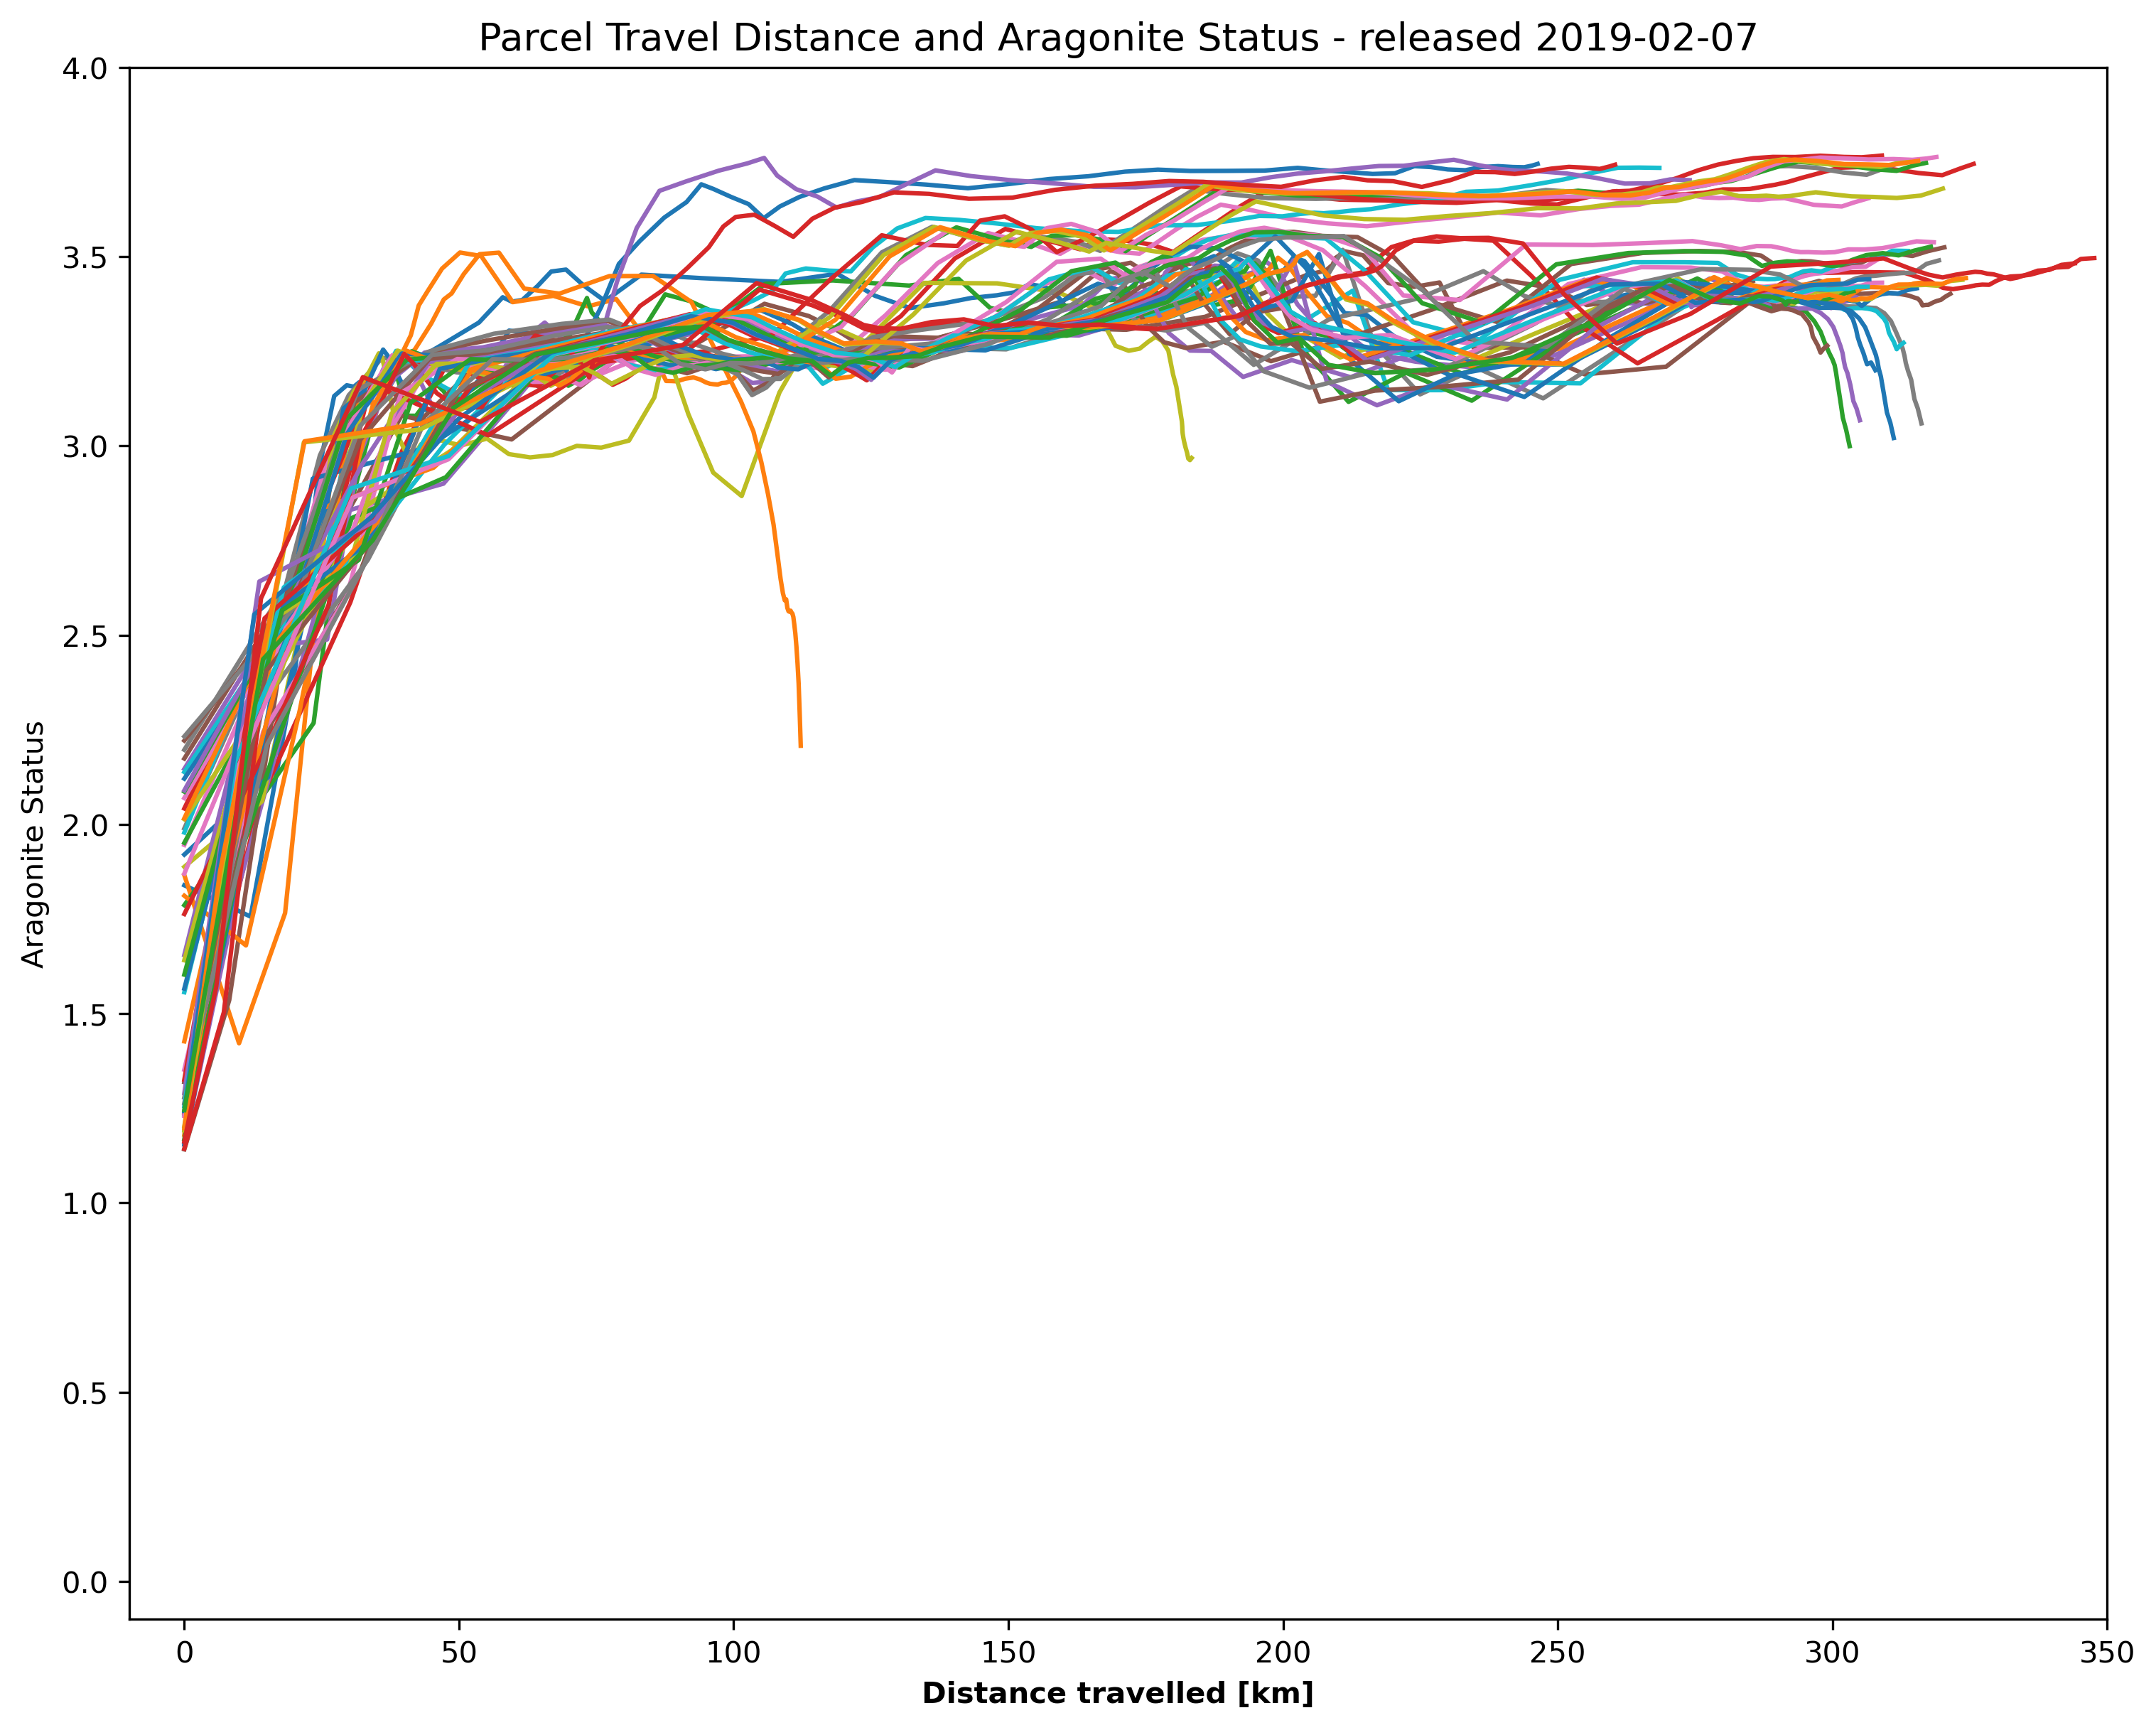 Parcel Travel Distance and Aragonite Status - released 2019-02-07
4.0
3.5
3.0
2.5
2.0
1.5
1.0
0.5
0.0
Aragonite Status
0 50 100 150 200 250 300 350
Distance travelled [km]